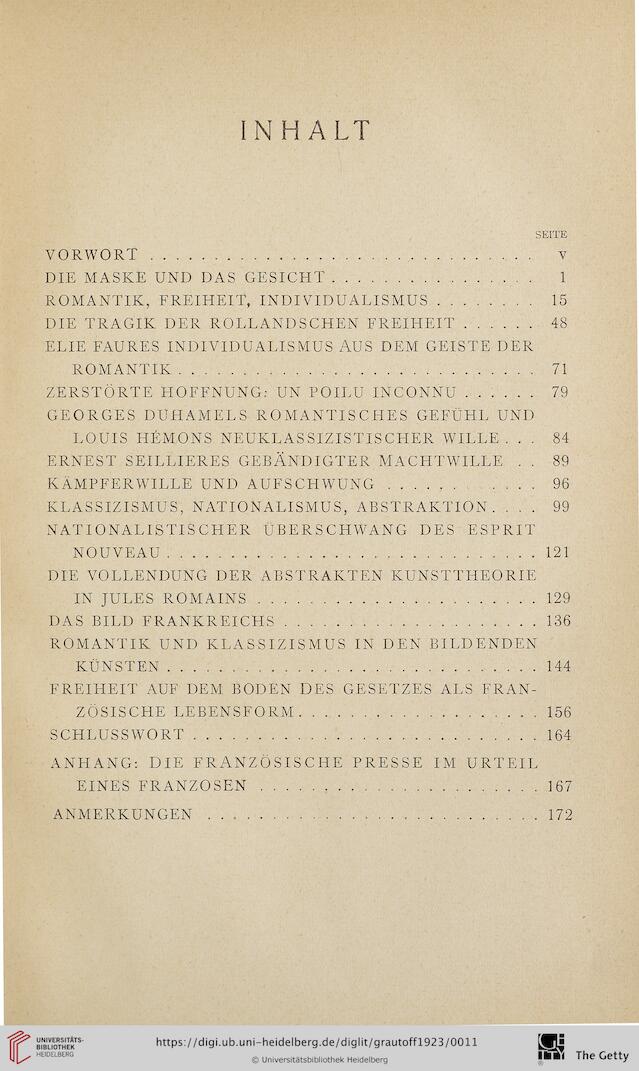 INHALT
SEITE
VORWORT . . . . . . . . . . . . . . . . . . . . . . . . . . . . . . V
DIE MASKE UND DAS GESICHT . . . . . . . . . . . . . . . . 1
ROMANTIK, FREIHEIT, INDIVIDUALISMUS . . . . . . . . 15
DIE TRAGIK DER ROLLANDSCHEN FREIHEIT . . . . . . 48
ELIE FAURES INDIVIDUALISMUS AUS DEM GEISTE DER
ROMANTIK . . . . . . . . . . . . . . . . . . . . . . . . . . . . 71
ZERSTÖRTE HOFFNUNG: UN POILU INCONNU . . . . . . 79
GEORGES DUHAMELS ROMANTISCHES GEFÜHL UND
LOUIS HÉMONS NEUKLASSIZISTISCHER WILLE . . . 84
ERNEST SEILLIERES GEBÄNDIGTER MACHTWILLE . . 89
KÄMPFERWILLE UND AUFSCHWUNG . . . . . . . . . . 96
KLASSIZISMUS, NATIONALISMUS, ABSTRAKTION . . . . 99
NATIONALISTISCHER ÜBERSCHWANG DES ESPRIT
NOUVEAU . . . . . . . . . . . . . . . . . . . . . . . . . . . . . 121
DIE VOLLENDUNG DER ABSTRAKTEN KUNSTTHEORIE
IN JULES ROMAINS . . . . . . . . . . . . . . . . . . . . . . 129
DAS BILD FRANKREICHS . . . . . . . . . . . . . . . . . . . . 136
ROMANTIK UND KLASSIZISMUS IN DEN BILDENDEN
KÜNSTEN . . . . . . . . . . . . . . . . . . . . . . . . . . . . . 144
FREIHEIT AUF DEM BODEN DES GESETZES ALS FRAN-
ZÖSISCHE LEBENSFORM . . . . . . . . . . . . . . . . . . . 156
SCHLUSSWORT . . . . . . . . . . . . . . . . . . . . . . . . . . . 164
ANHANG: DIE FRANZÖSISCHE PRESSE IM URTEIL
EINES FRANZOSEN . . . . . . . . . . . . . . . . . . . . . . 167
ANMERKUNGEN . . . . . . . . . . . . . . . . . . . . . . . . . . 172
UNIVERSITÄTS-
BIBLIOTHEK
HEIDELBERG
https://digi.ub.uni-heidelberg.de/diglit/grautoff1923/0011
© Universitätsbibliothek Heidelberg
The Getty